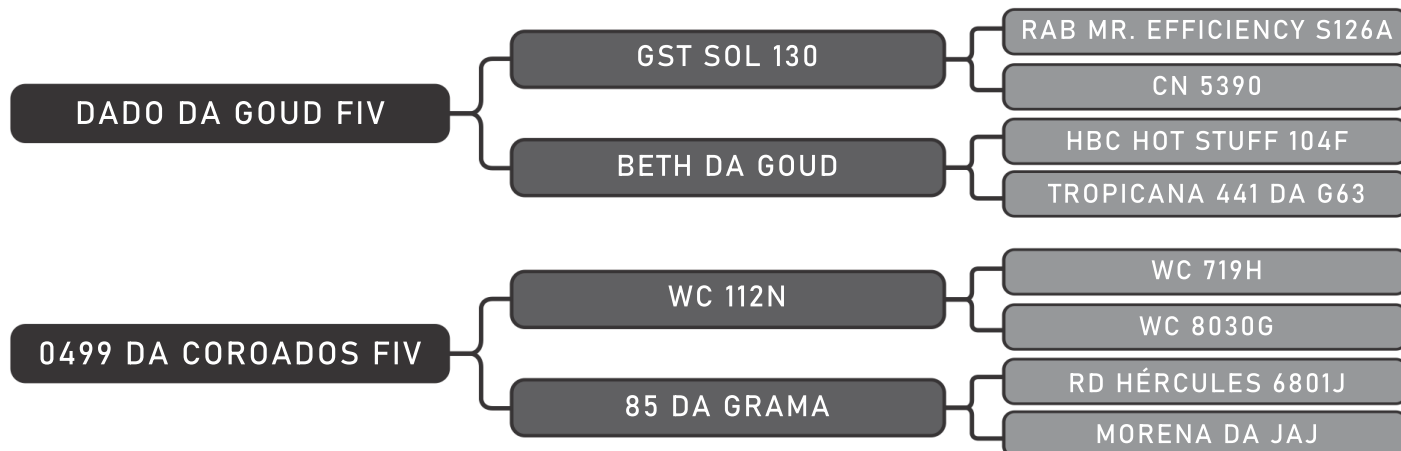 DADO DA GOUD FIV
GST SOL 130
BETH DA GOUD
RAB MR. EFFICIENCY S126A
CN 5390
HBC HOT STUFF 104F
TROPICANA 441 DA G63
0499 DA COROADOS FIV
WC 112N
85 DA GRAMA
WC 719H
WC 8030G
RD HÉRCULES 6801J
MORENA DA JAJ